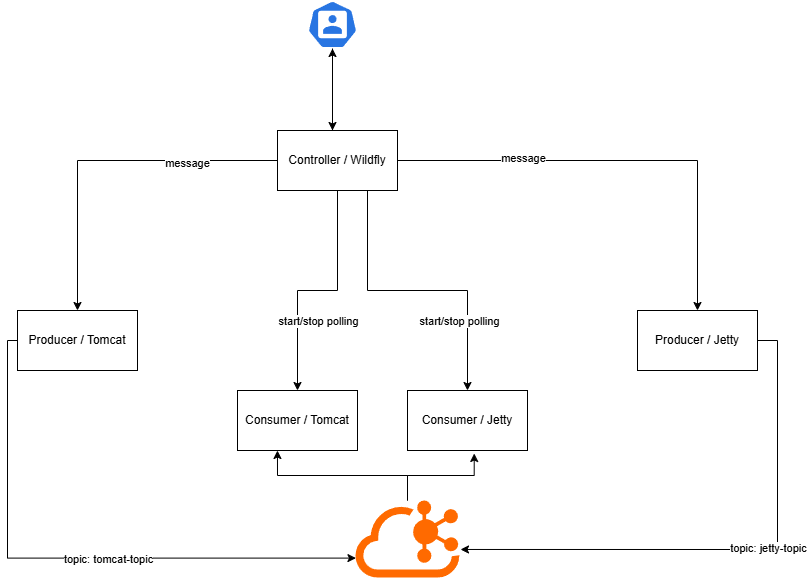 Controller / Wildfly
message
message
Producer / Tomcat
Producer / Jetty
start/stop polling
start/stop polling
Consumer / Tomcat
Consumer / Jetty
topic: tomcat-topic
topic: jetty-topic